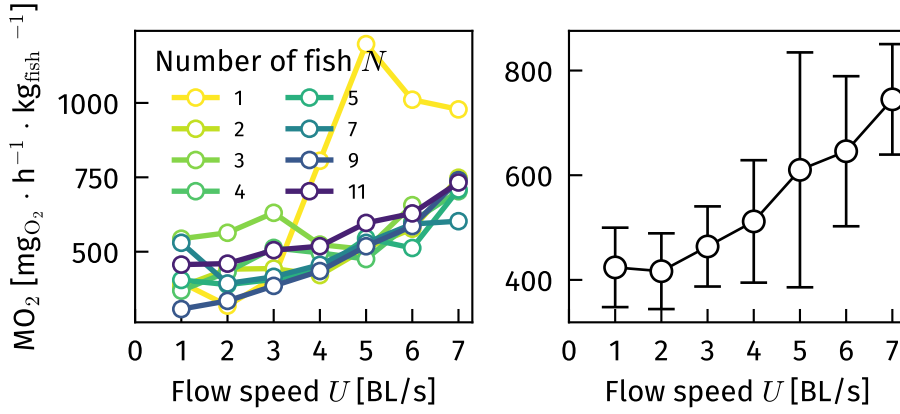 MO₂ [mg_O₂ · h⁻¹ · kg_fish⁻¹]
1000
750
500
Number of fish N
1 5
2 7
3 9
4 11
0 1 2 3 4 5 6 7
Flow speed U [BL/s]
800
600
400
0 1 2 3 4 5 6 7
Flow speed U [BL/s]